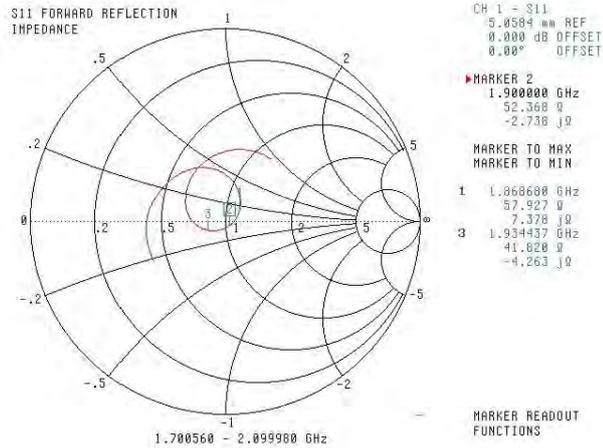 S11 FORWARD REFLECTION
IMPEDANCE
CH 1 - S11
5.0584 mm REF
0.000 dB OFFSET
0.00° OFFSET
MARKER 2
1.900000 GHz
52.368 Ω
-2.738 jΩ
MARKER TO MAX
MARKER TO MIN
1 1.868680 GHz
57.927 Ω
7.378 jΩ
3 1.934437 GHz
41.820 Ω
-4.263 jΩ
1
.5
2
.2
5
0
.2
.5
1
2
5
∞
3
2
1
-.2
-5
-.5
-2
-1
1.700560 - 2.099980 GHz
MARKER READOUT
FUNCTIONS